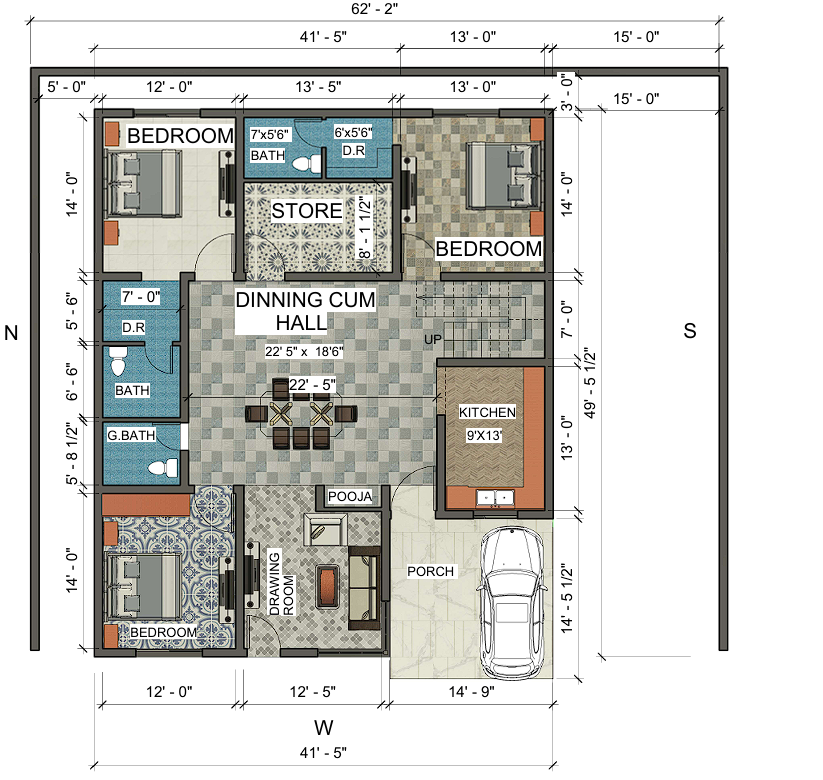 62' - 2"
41' - 5"
13' - 0"
15' - 0"
5' - 0"
12' - 0"
13' - 5"
13' - 0"
3' - 0"
15' - 0"
BEDROOM
7'x5'6"
BATH
6'x5'6"
D.R
14' - 0"
STORE
8' - 1 1/2"
BEDROOM
14' - 0"
7' - 0"
D.R
5' - 6"
DINNING CUM
HALL
22' 5" x 18'6"
UP
7' - 0"
N
S
49' - 5 1/2"
BATH
6' - 6"
22' - 5"
KITCHEN
9'X13'
13' - 0"
G.BATH
5' - 8 1/2"
POOJA
14' - 0"
DRAWING
ROOM
PORCH
14' - 5 1/2"
BEDROOM
12' - 0"
12' - 5"
14' - 9"
W
41' - 5"